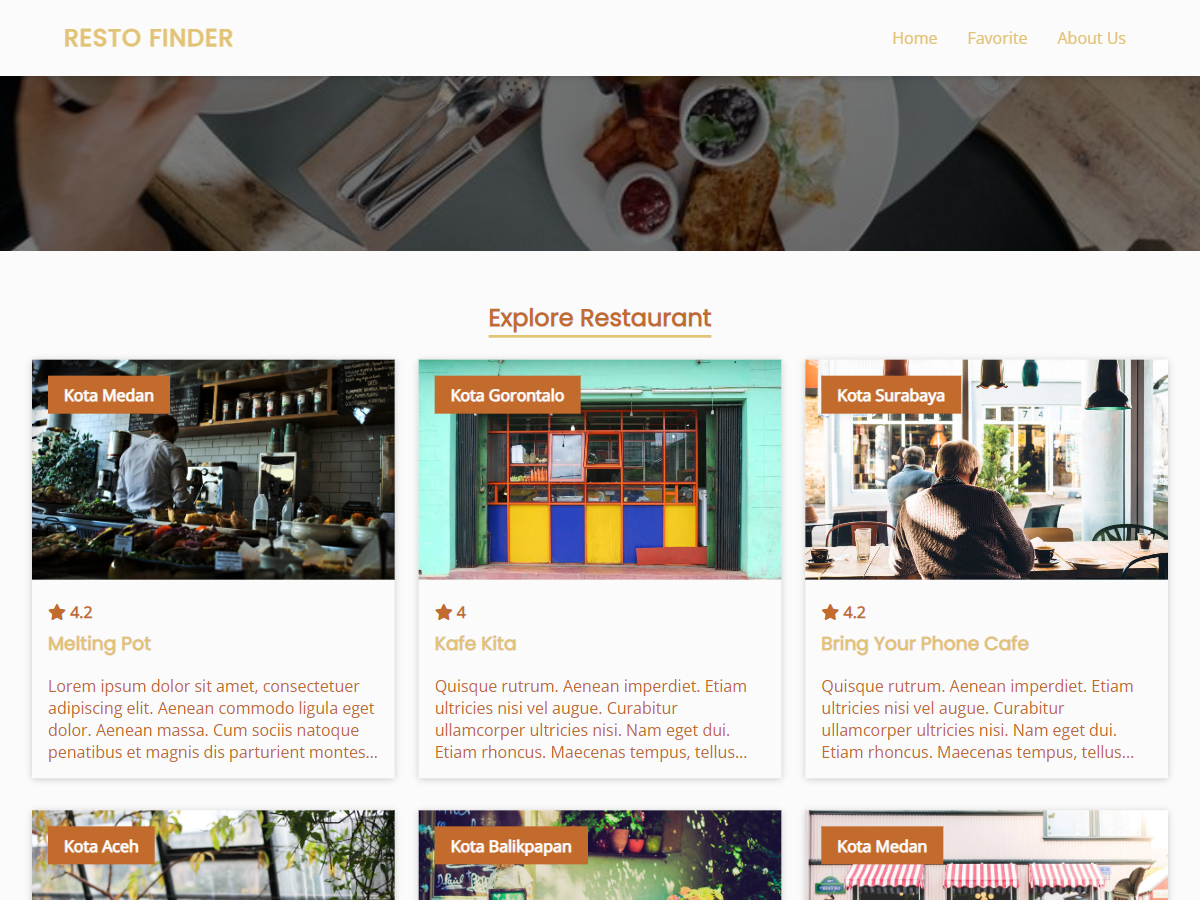 RESTO FINDER
Home Favorite About Us
Explore Restaurant
Kota Medan
4.2
Melting Pot
Lorem ipsum dolor sit amet, consectetuer
adipiscing elit. Aenean commodo ligula eget
dolor. Aenean massa. Cum sociis natoque
penatibus et magnis dis parturient montes...
Kota Gorontalo
4
Kafe Kita
Quisque rutrum. Aenean imperdiet. Etiam
ultricies nisi vel augue. Curabitur
ullamcorper ultricies nisi. Nam eget dui.
Etiam rhoncus. Maecenas tempus, tellus...
Kota Surabaya
7 4
4.2
Bring Your Phone Cafe
Quisque rutrum. Aenean imperdiet. Etiam
ultricies nisi vel augue. Curabitur
ullamcorper ultricies nisi. Nam eget dui.
Etiam rhoncus. Maecenas tempus, tellus...
Kota Aceh
Kota Balikpapan
Kota Medan